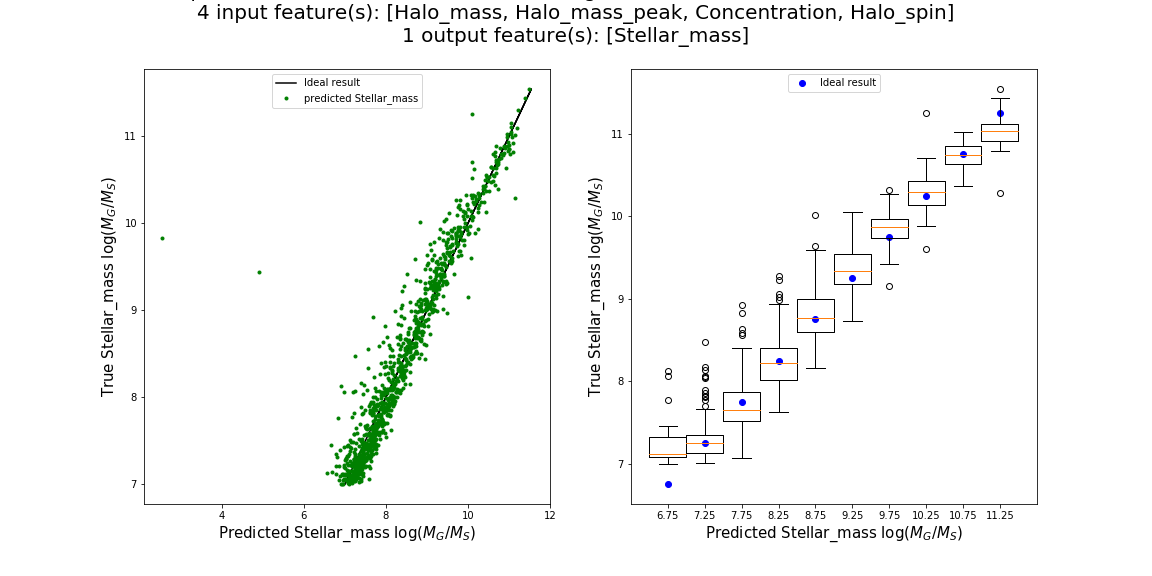 4 input feature(s): [Halo_mass, Halo_mass_peak, Concentration, Halo_spin]
1 output feature(s): [Stellar_mass]
Ideal result
predicted Stellar_mass
True Stellar_mass log(M_G/M_S)
11
10
9
8
7
4
6
8
10
12
Predicted Stellar_mass log(M_G/M_S)
Ideal result
True Stellar_mass log(M_G/M_S)
11
10
9
8
7
6.75 7.25 7.75 8.25 8.75 9.25 9.75 10.25 10.75 11.25
Predicted Stellar_mass log(M_G/M_S)